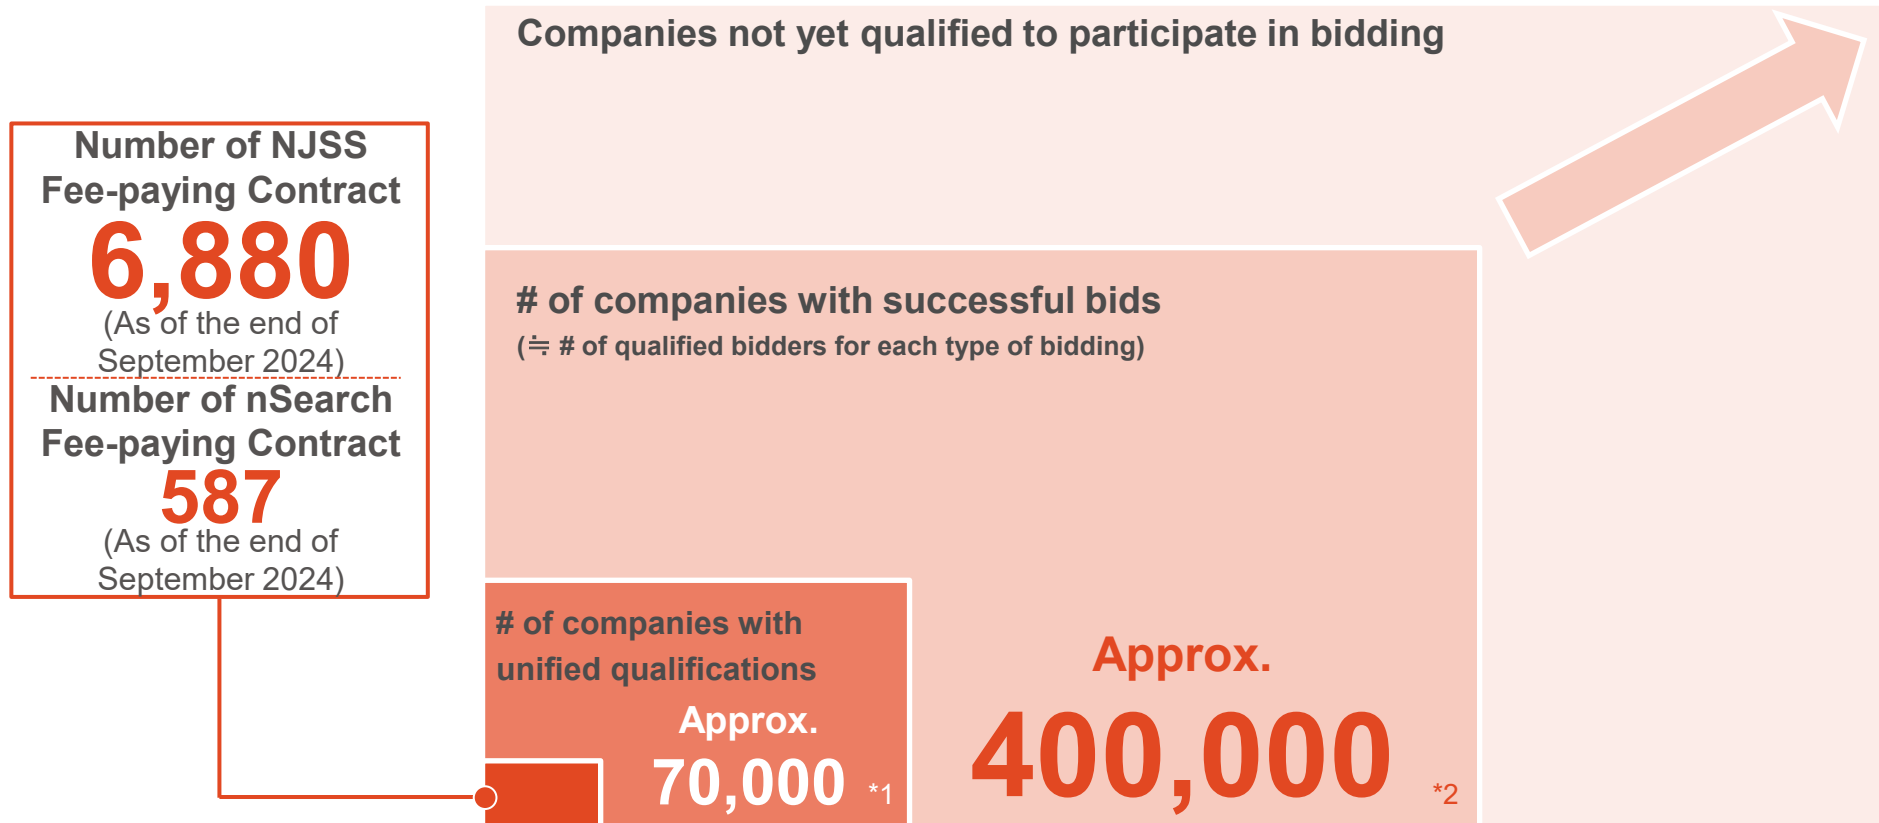 Companies not yet qualified to participate in bidding
Number of NJSS
Fee-paying Contract
6,880
(As of the end of
September 2024)
Number of nSearch
Fee-paying Contract
587
(As of the end of
September 2024)
# of companies with successful bids
(≒ # of qualified bidders for each type of bidding)
# of companies with
unified qualifications
Approx.
70,000 *1
Approx.
400,000 *2